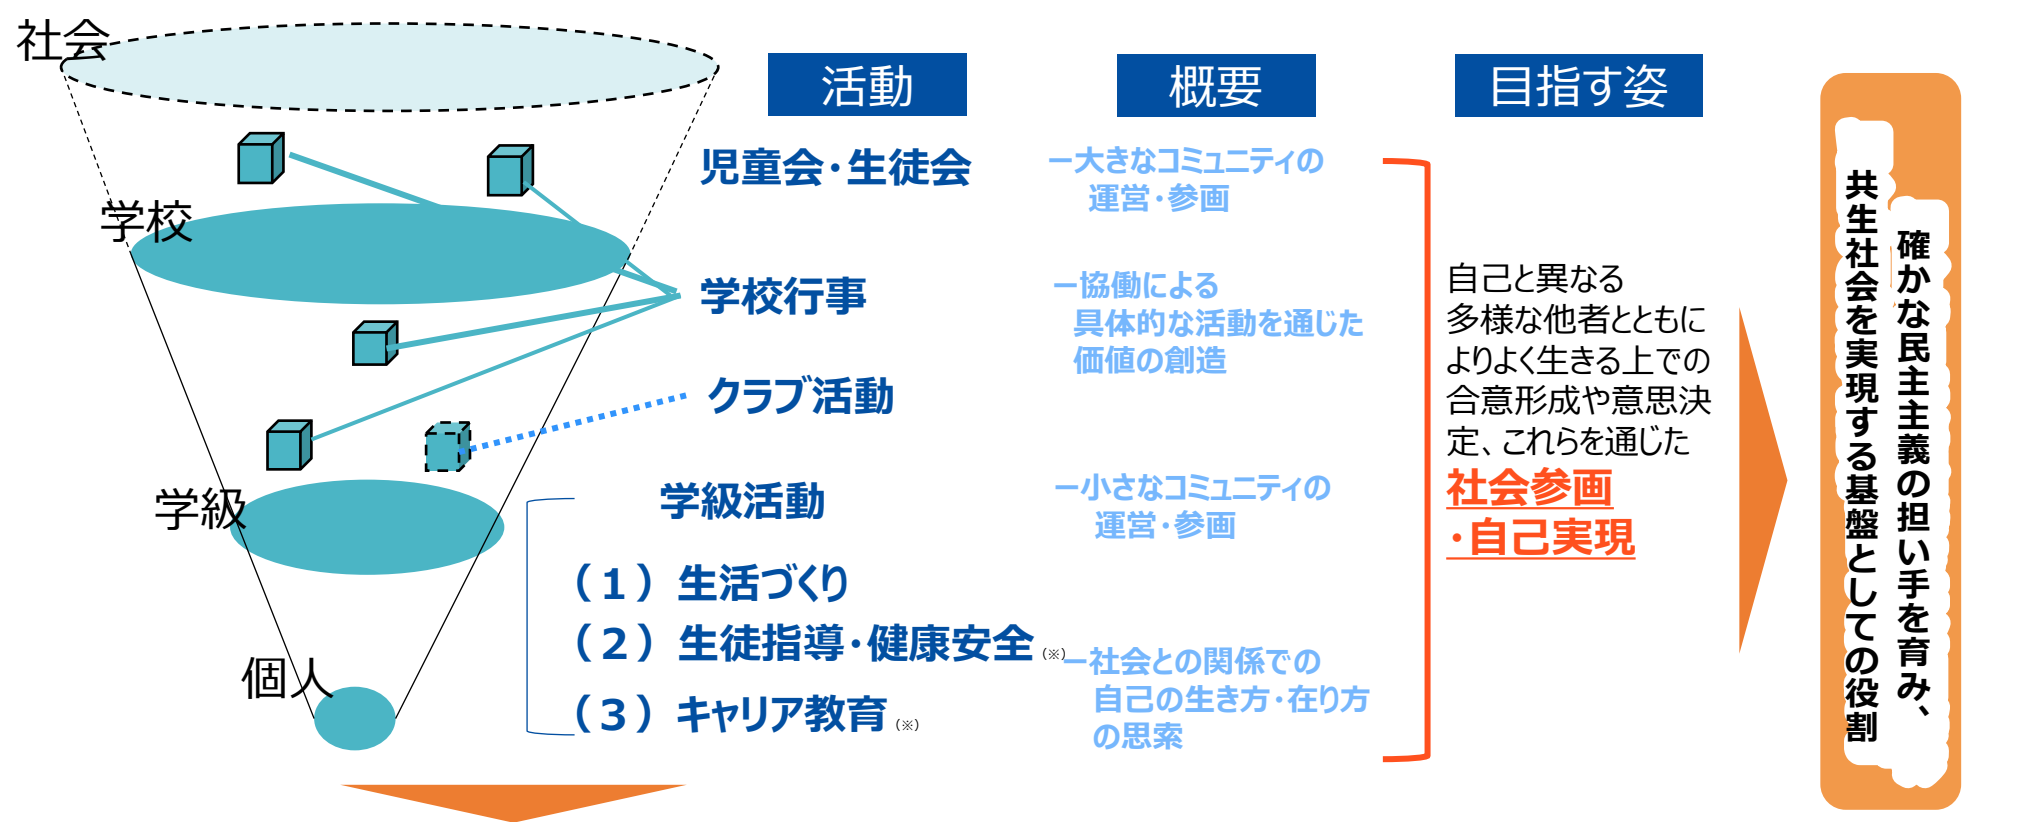 社会
学校
学級
個人
活動
概要
目指す姿
児童会・生徒会
ー大きなコミュニティの
運営・参画
学校行事
ー協働による
具体的な活動を通じた
価値の創造
クラブ活動
学級活動
ー小さなコミュニティの
運営・参画
（１）生活づくり
（２）生徒指導・健康安全（※）
（３）キャリア教育（※）
ー社会との関係での
自己の生き方・在り方
の思索
自己と異なる
多様な他者とともに
よりよく生きる上での
合意形成や意思決
定、これらを通じた
社会参画
・自己実現
確かな民主主義の担い手を育み、
共生社会を実現する基盤としての役割